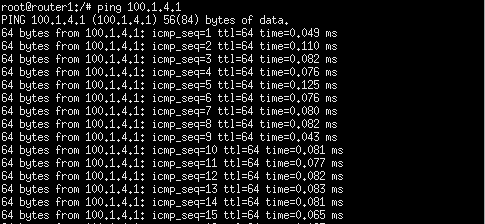 root@router1:/# ping 100.1.4.1
PING 100.1.4.1 (100.1.4.1) 56(84) bytes of data.
64 bytes from 100.1.4.1: icmp_seq=1 ttl=64 time=0.049 ms
64 bytes from 100.1.4.1: icmp_seq=2 ttl=64 time=0.110 ms
64 bytes from 100.1.4.1: icmp_seq=3 ttl=64 time=0.082 ms
64 bytes from 100.1.4.1: icmp_seq=4 ttl=64 time=0.076 ms
64 bytes from 100.1.4.1: icmp_seq=5 ttl=64 time=0.125 ms
64 bytes from 100.1.4.1: icmp_seq=6 ttl=64 time=0.076 ms
64 bytes from 100.1.4.1: icmp_seq=7 ttl=64 time=0.080 ms
64 bytes from 100.1.4.1: icmp_seq=8 ttl=64 time=0.082 ms
64 bytes from 100.1.4.1: icmp_seq=9 ttl=64 time=0.043 ms
64 bytes from 100.1.4.1: icmp_seq=10 ttl=64 time=0.081 ms
64 bytes from 100.1.4.1: icmp_seq=11 ttl=64 time=0.077 ms
64 bytes from 100.1.4.1: icmp_seq=12 ttl=64 time=0.082 ms
64 bytes from 100.1.4.1: icmp_seq=13 ttl=64 time=0.083 ms
64 bytes from 100.1.4.1: icmp_seq=14 ttl=64 time=0.081 ms
64 bytes from 100.1.4.1: icmp_seq=15 ttl=64 time=0.065 ms